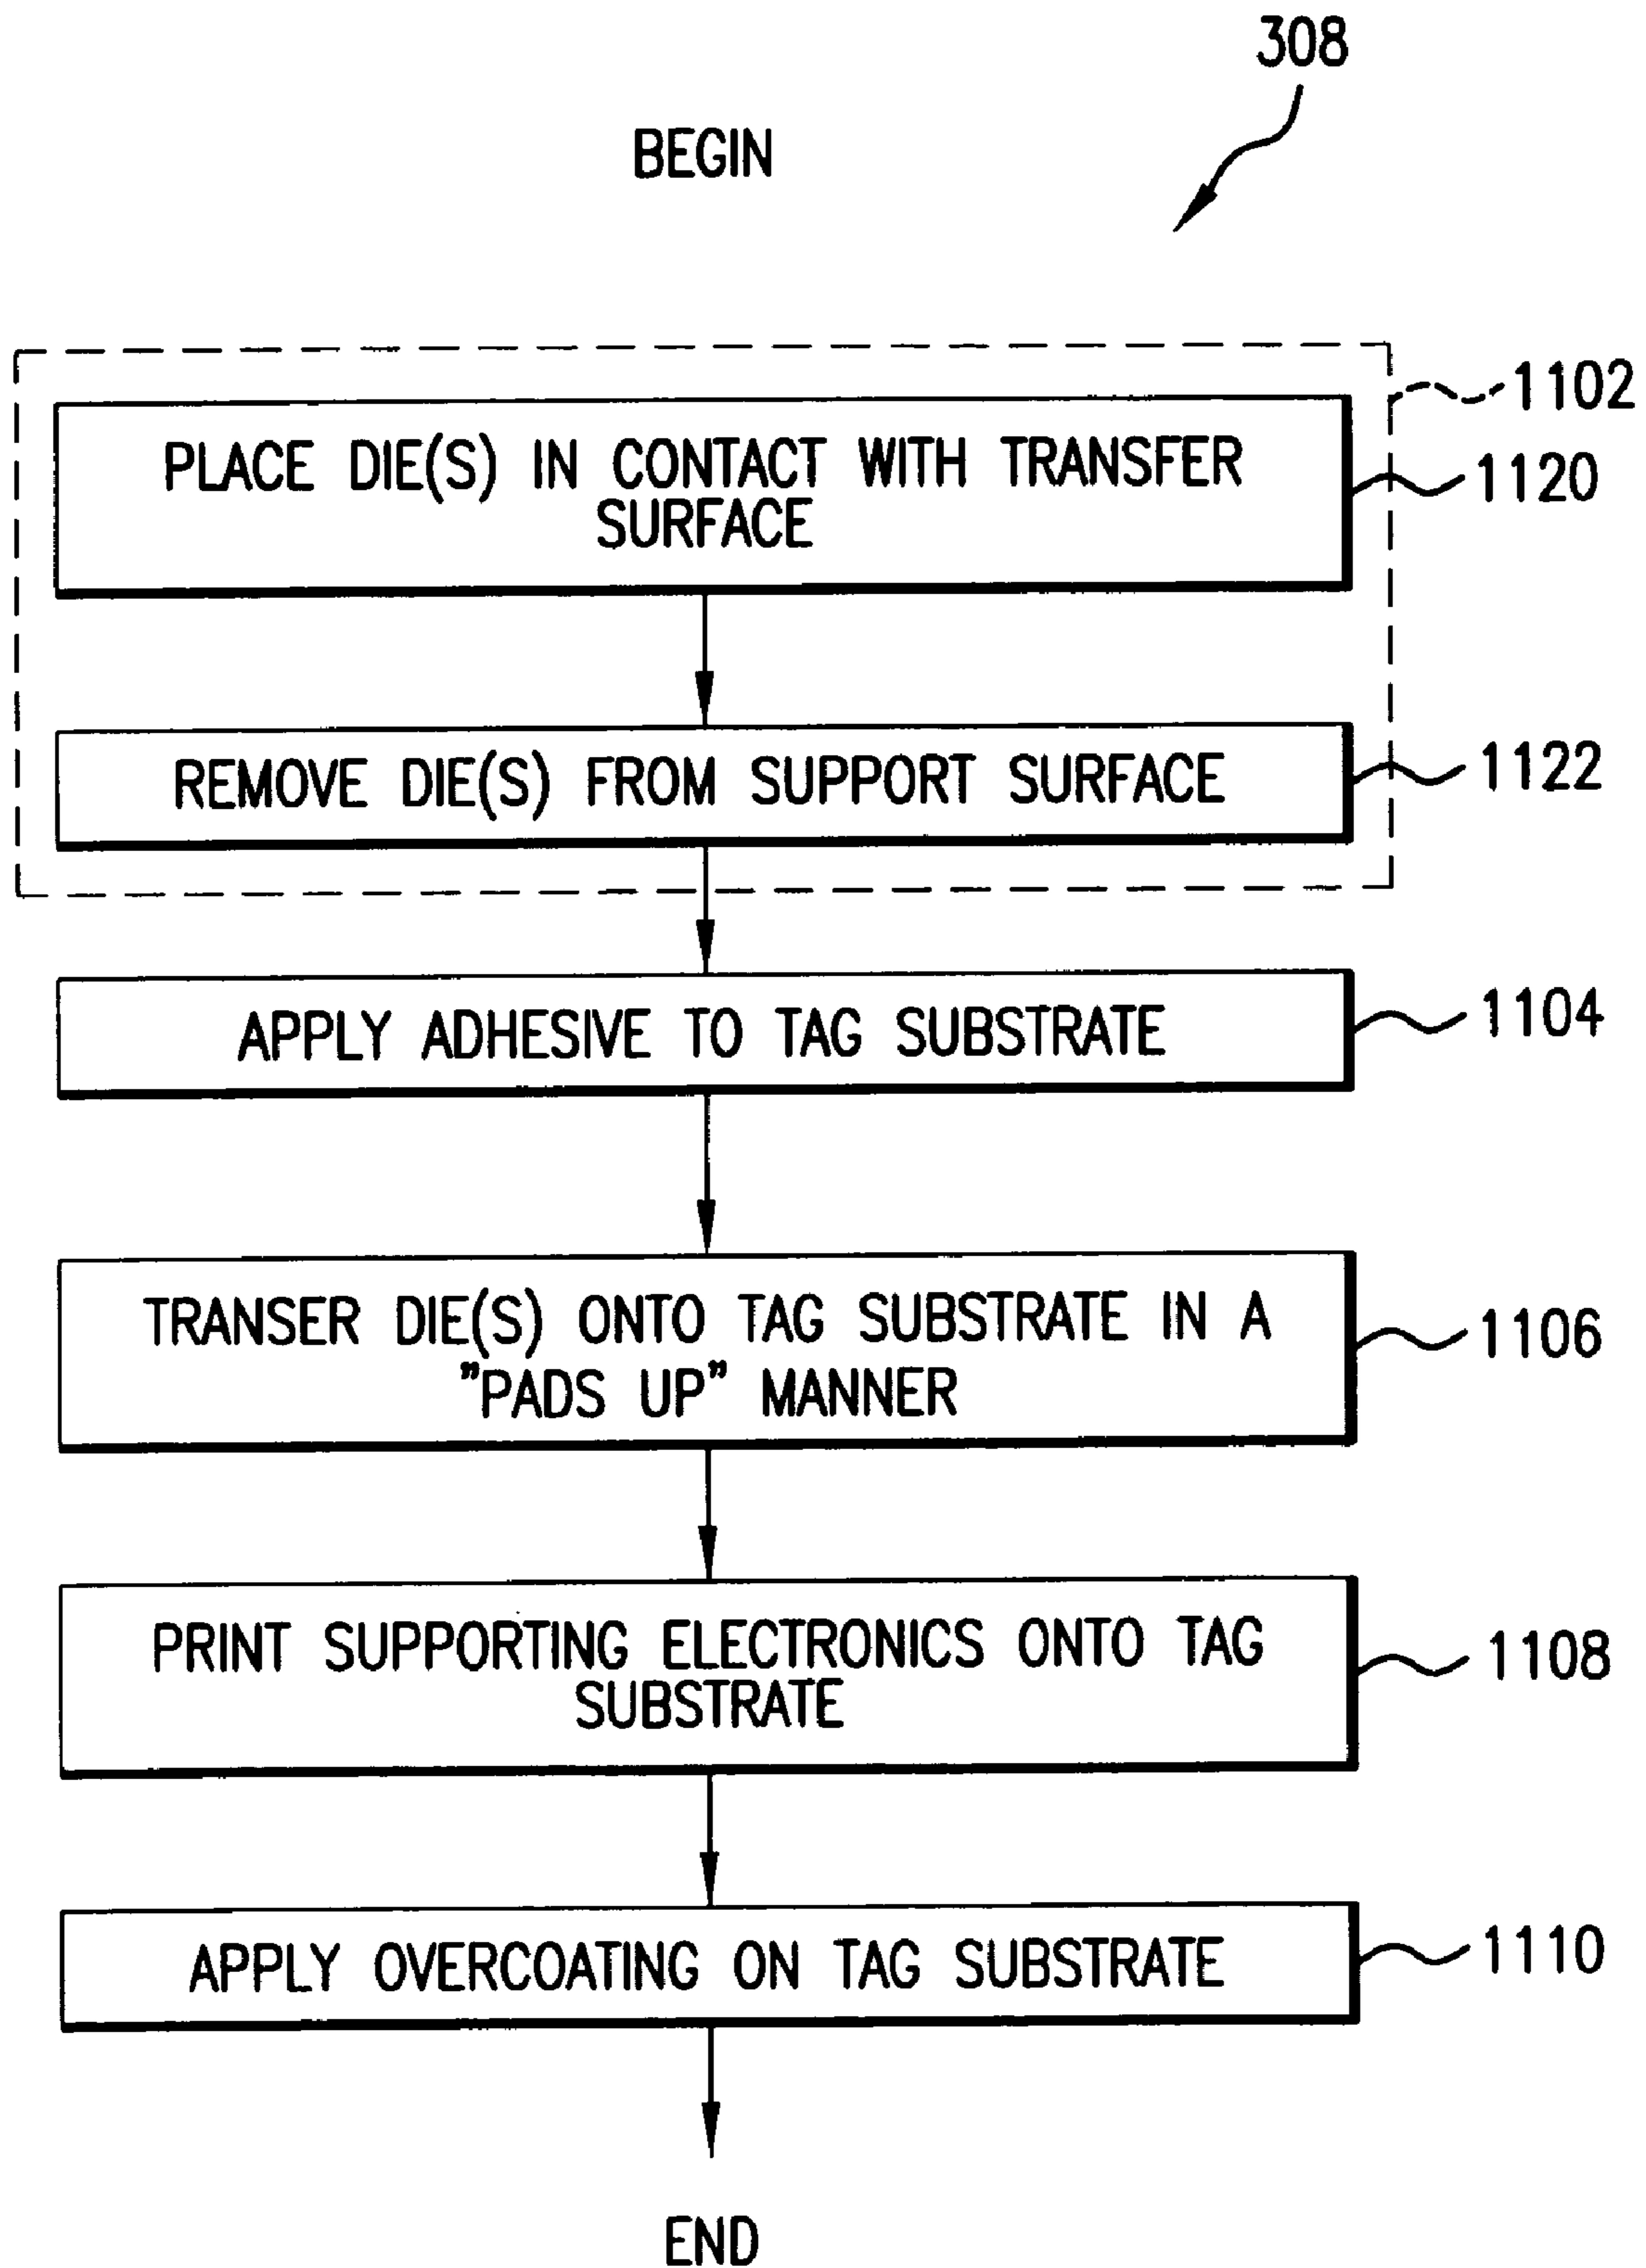 308
BEGIN
1102
PLACE DIE(S) IN CONTACT WITH TRANSFER
SURFACE
1120
REMOVE DIE(S) FROM SUPPORT SURFACE
1122
APPLY ADHESIVE TO TAG SUBSTRATE
1104
TRANSER DIE(S) ONTO TAG SUBSTRATE IN A
"PADS UP" MANNER
1106
PRINT SUPPORTING ELECTRONICS ONTO TAG
SUBSTRATE
1108
APPLY OVERCOATING ON TAG SUBSTRATE
1110
END